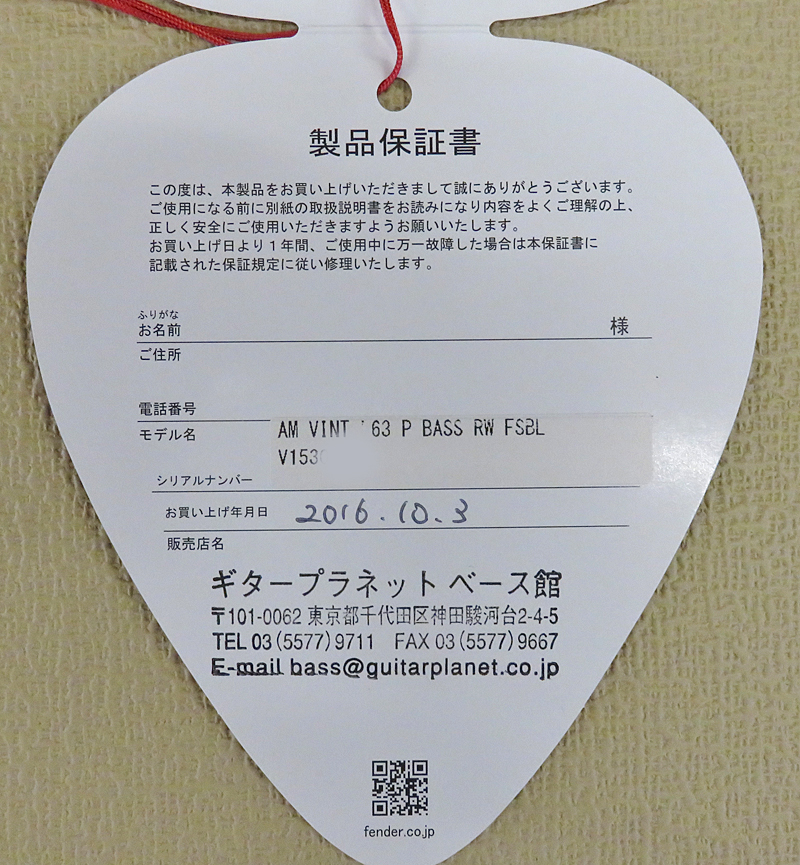 製品保証書
この度は、本製品をお買い上げいただきまして誠にありがとうございます。
ご使用になる前に別紙の取扱説明書をお読みになり内容をよくご理解の上、
正しく安全にご使用いただきますようお願いいたします。
お買い上げ日より1年間、ご使用中に万一故障した場合は本保証書に
記載された保証規定に従い修理いたします。
ふりがな
お名前 様
ご住所
電話番号
モデル名 AM VINT '63 P BASS RW FSBL
V153
シリアルナンバー
お買い上げ年月日 2016.10.3
販売店名
ギタープラネット ベース館
〒101-0062 東京都千代田区神田駿河台2-4-5
TEL 03(5577)9711 FAX 03(5577)9667
E-mail bass@guitarplanet.co.jp
fender.co.jp